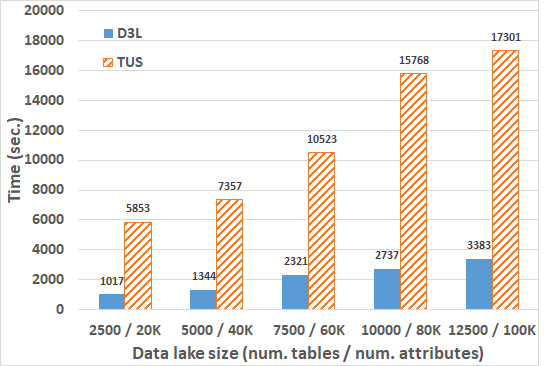 20000
18000
16000
14000
12000
10000
8000
6000
4000
2000
0
Time (sec.)
D3L
TUS
1017
5853
1344
7357
2321
10523
2737
15768
3383
17301
2500 / 20K
5000 / 40K
7500 / 60K
10000 / 80K
12500 / 100K
Data lake size (num. tables / num. attributes)